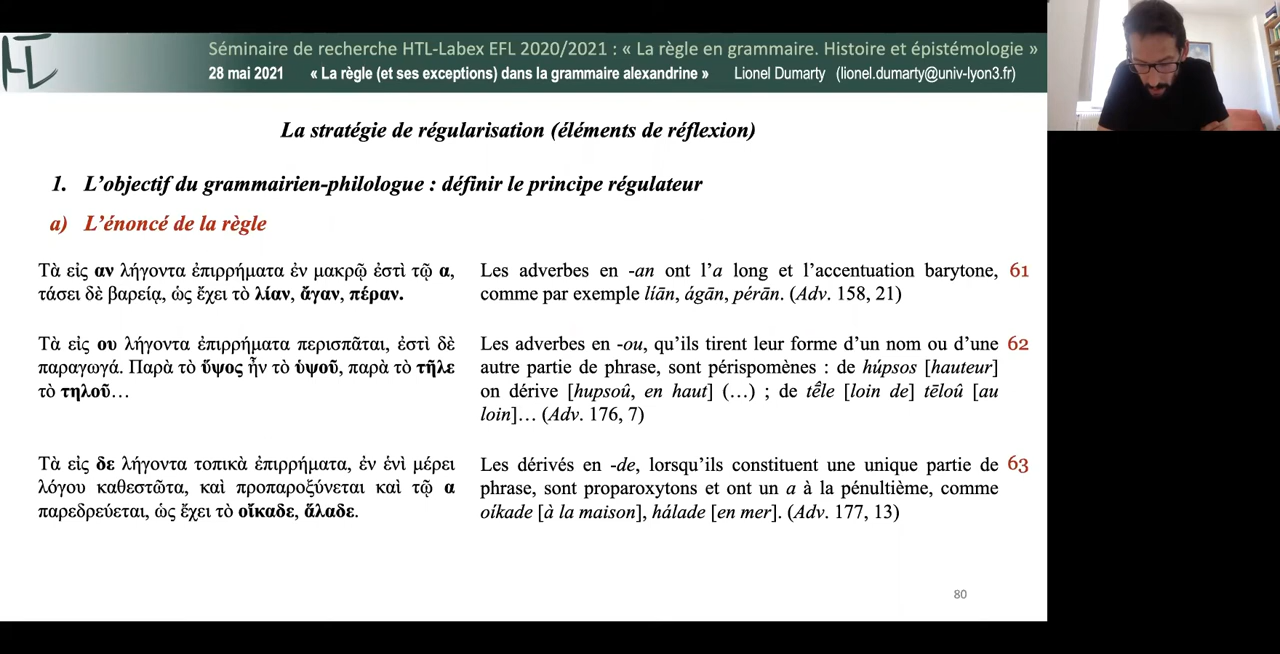 HTL
Séminaire de recherche HTL-Labex EFL 2020/2021 : « La règle en grammaire. Histoire et épistémologie »
28 mai 2021 « La règle (et ses exceptions) dans la grammaire alexandrine » Lionel Dumarty (lionel.dumarty@univ-lyon3.fr)
La stratégie de régularisation (éléments de réflexion)
1. L’objectif du grammairien-philologue : définir le principe régulateur
a) L’énoncé de la règle
Τὰ εἰς αν λήγοντα ἐπιρρήματα ἐν μακρῷ ἐστὶ τῷ α,
τάσει δὲ βαρείᾳ, ὡς ἔχει τὸ λίαν, ἄγαν, πέραν.
Les adverbes en -an ont l’a long et l’accentuation barytone, 61
comme par exemple líān, ágān, pérān. (Adv. 158, 21)
Τὰ εἰς ου λήγοντα ἐπιρρήματα περισπᾶται, ἐστὶ δὲ
παραγωγά. Παρὰ τὸ ὕψος ἦν τὸ ὑψοῦ, παρὰ τὸ τῆλε
τὸ τηλοῦ…
Les adverbes en -ou, qu’ils tirent leur forme d’un nom ou d’une 62
autre partie de phrase, sont périspomènes : de húpsos [hauteur]
on dérive [hupsoû, en haut] (…) ; de tễle [loin de] tēloû [au
loin]… (Adv. 176, 7)
Τὰ εἰς δε λήγοντα τοπικὰ ἐπιρρήματα, ἐν ἑνὶ μέρει
λόγου καθεστῶτα, καὶ προπαροξύνεται καὶ τῷ α
παρεδρεύεται, ὡς ἔχει τὸ οἴκαδε, ἅλαδε.
Les dérivés en -de, lorsqu’ils constituent une unique partie de 63
phrase, sont proparoxytons et ont un a à la pénultième, comme
oíkade [à la maison], hálade [en mer]. (Adv. 177, 13)
80